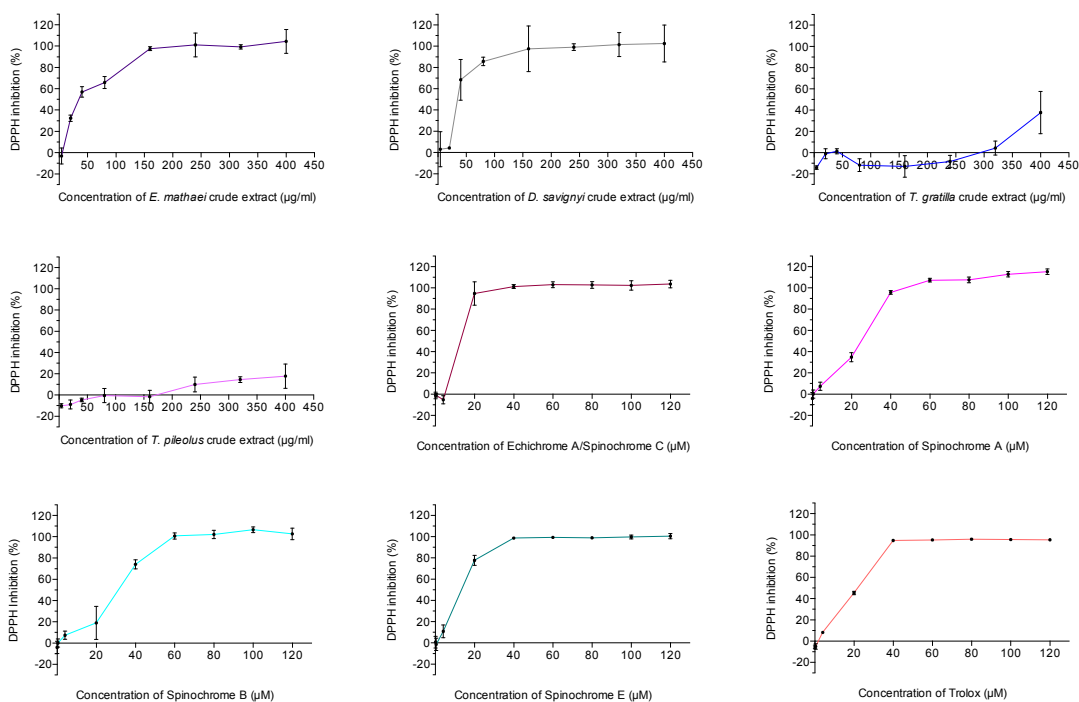 DPPH inhibition (%)
120
100
80
60
40
20
0
-20
50 100 150 200 250 300 350 400 450
Concentration of E. mathaei crude extract (µg/ml)
DPPH inhibition (%)
120
100
80
60
40
20
0
-20
50 100 150 200 250 300 350 400 450
Concentration of D. savignyi crude extract (µg/ml)
DPPH inhibition (%)
120
100
80
60
40
20
0
-20
50 100 150 200 250 300 350 400 450
Concentration of T. gratilla crude extract (µg/ml)
DPPH inhibition (%)
120
100
80
60
40
20
0
-20
50 100 150 200 250 300 350 400 450
Concentration of T. pileolus crude extract (µg/ml)
DPPH inhibition (%)
120
100
80
60
40
20
0
-20
20 40 60 80 100 120
Concentration of Echichrome A/Spinochrome C (µM)
DPPH inhibition (%)
120
100
80
60
40
20
0
-20
20 40 60 80 100 120
Concentration of Spinochrome A (µM)
DPPH Inhibition (%)
120
100
80
60
40
20
0
-20
20 40 60 80 100 120
Concentration of Spinochrome B (µM)
DPPH inhibition (%)
120
100
80
60
40
20
0
-20
20 40 60 80 100 120
Concentration of Spinochrome E (µM)
DPPH inhibition (%)
120
100
80
60
40
20
0
-20
20 40 60 80 100 120
Concentration of Trolox (µM)